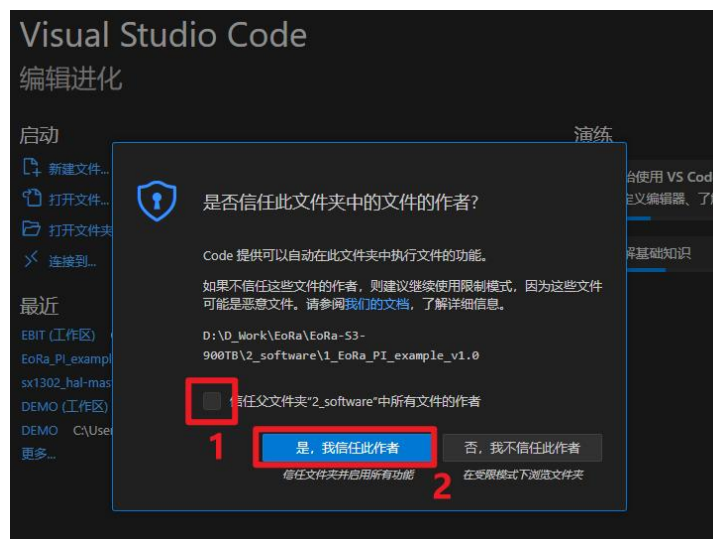 Visual Studio Code
编辑进化
启动
演练
新建文件...
打开文件...
打开文件夹
连接到...
最近
EBIT (工作区)
EoRa_PI_exampl
sx1302_hal-mas
DEMO (工作区)
DEMO C:\User
更多...
始使用 VS Cod
定义编辑器、了解
解基础知识
是否信任此文件夹中的文件的作者?
Code 提供可以自动在此文件夹中执行文件的功能。
如果不信任这些文件的作者，则建议继续使用限制模式，因为这些文件
可能是恶意文件。请参阅我们的文档，了解详细信息。
D:\D_Work\EoRa\EoRa-S3-
900TB\2_software\1_EoRa_PI_example_v1.0
信任父文件夹"2_software"中所有文件的作者
1
是，我信任此作者
否，我不信任此作者
信任文件夹并启用所有功能
2
在受限模式下浏览文件夹